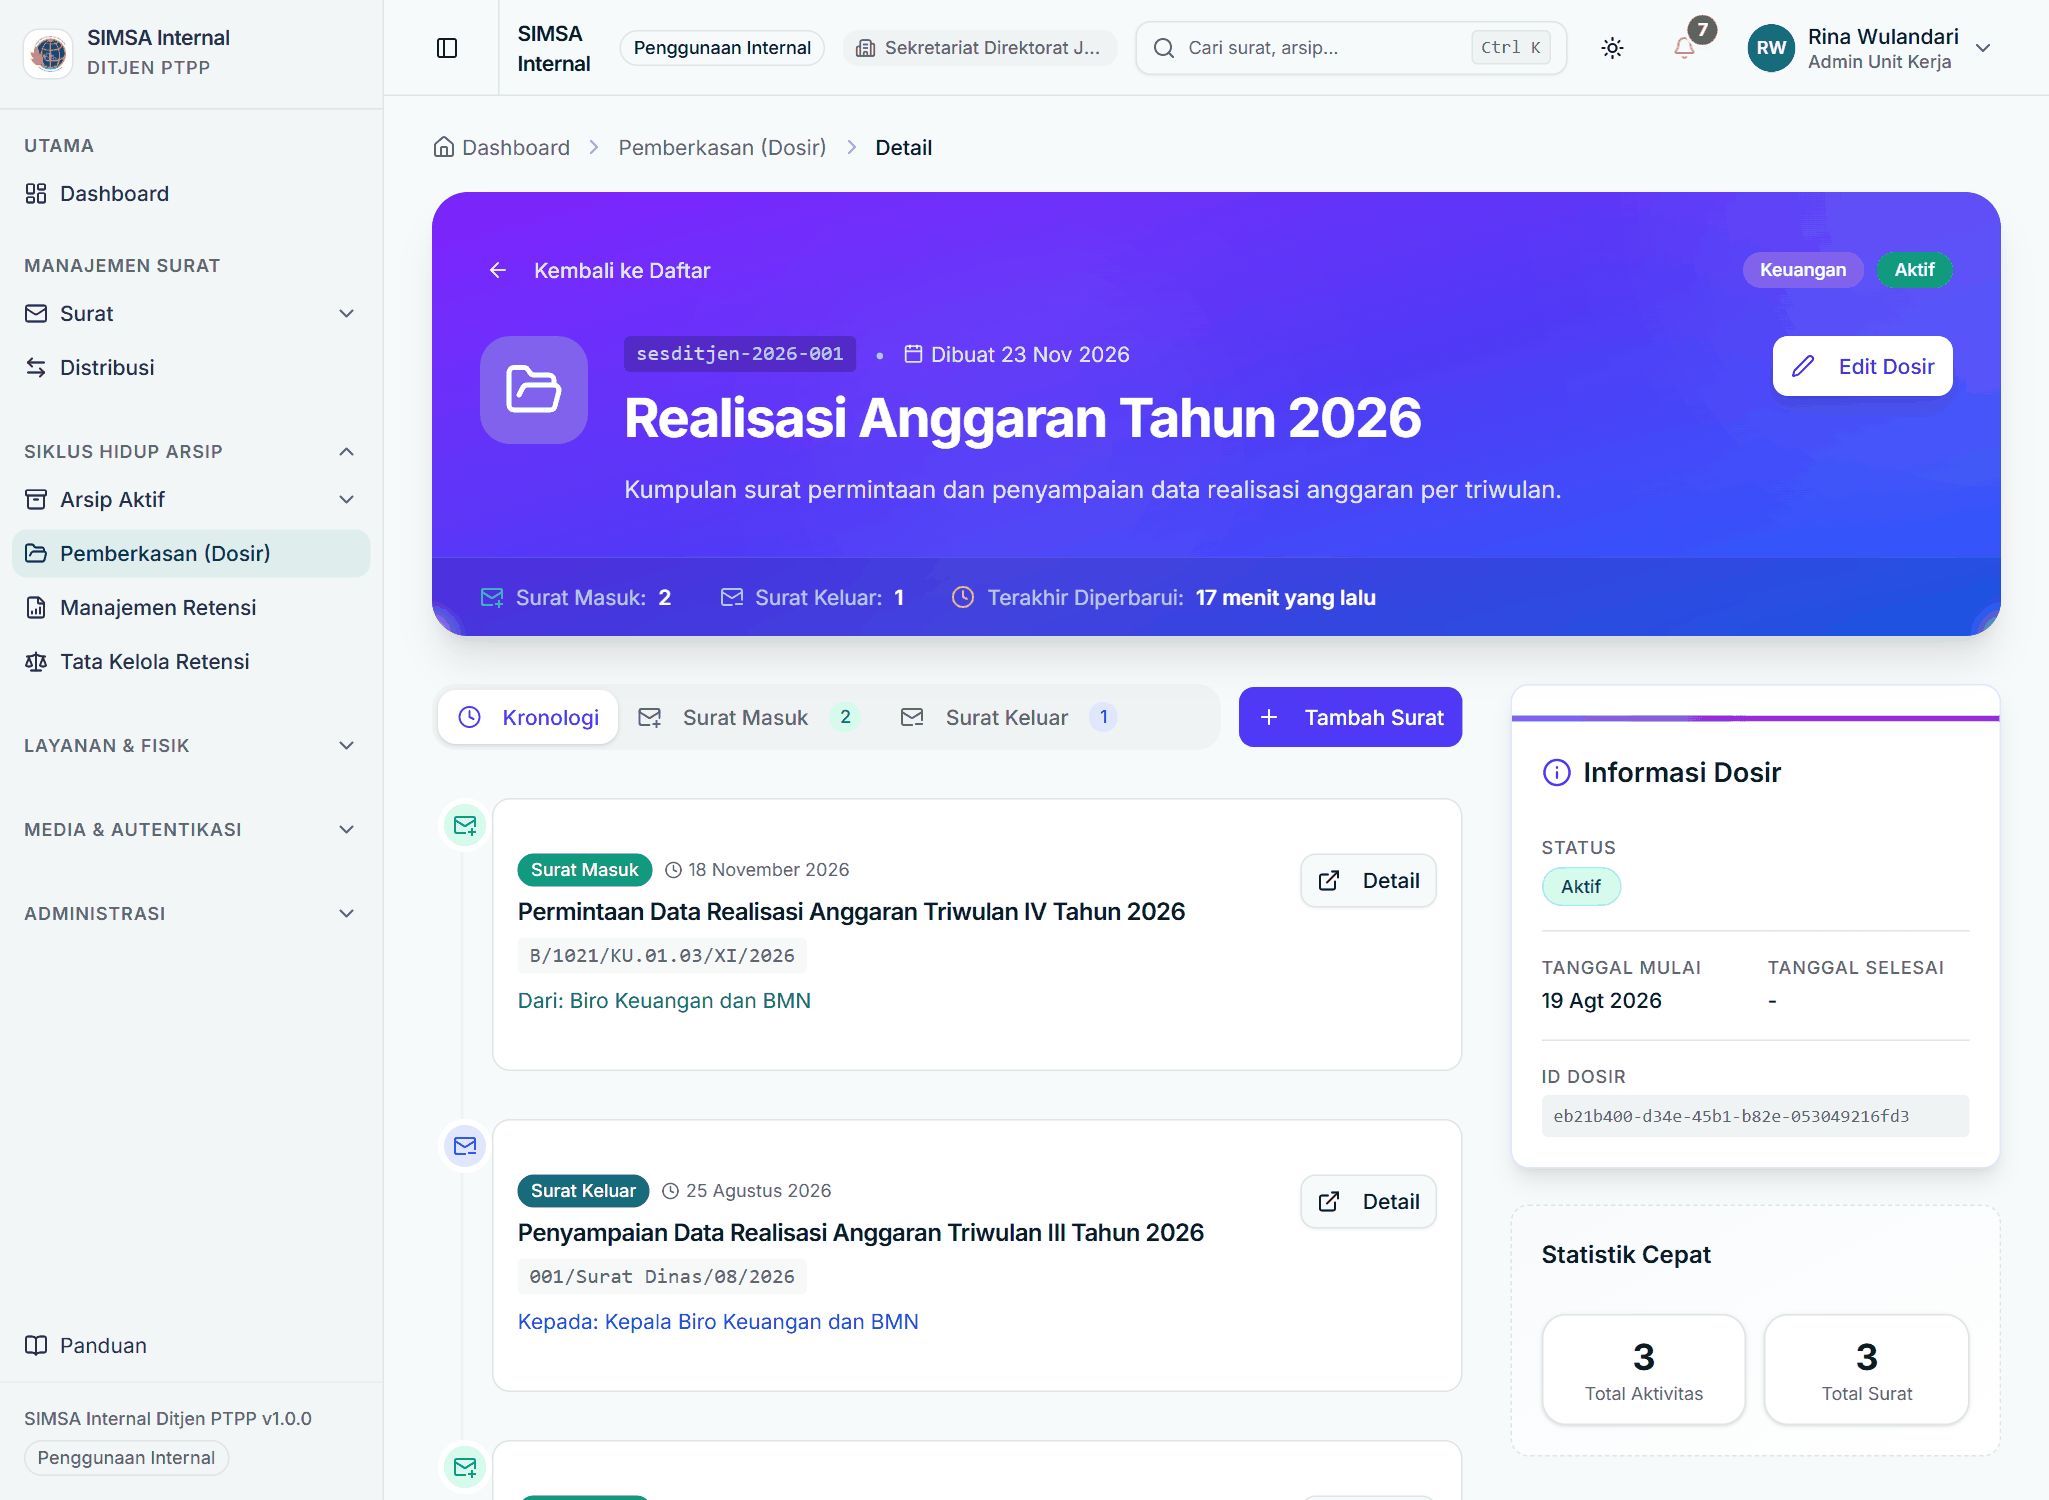 SIMSA Internal
DITJEN PTPP
UTAMA
Dashboard
MANAJEMEN SURAT
Surat
Distribusi
SIKLUS HIDUP ARSIP
Arsip Aktif
Pemberkasan (Dosir)
Manajemen Retensi
Tata Kelola Retensi
LAYANAN & FISIK
MEDIA & AUTENTIKASI
ADMINISTRASI
Panduan
SIMSA Internal Ditjen PTPP v1.0.0
Penggunaan Internal
SIMSA
Internal
Penggunaan Internal
Sekretariat Direktorat J...
Cari surat, arsip...
Ctrl K
7
RW
Rina Wulandari
Admin Unit Kerja
Dashboard
Pemberkasan (Dosir)
Detail
Kembali ke Daftar
Keuangan
Aktif
sesditjen-2026-001
• Dibuat 23 Nov 2026
Edit Dosir
Realisasi Anggaran Tahun 2026
Kumpulan surat permintaan dan penyampaian data realisasi anggaran per triwulan.
Surat Masuk: 2
Surat Keluar: 1
Terakhir Diperbarui: 17 menit yang lalu
Kronologi
Surat Masuk 2
Surat Keluar 1
Tambah Surat
Surat Masuk
18 November 2026
Detail
Permintaan Data Realisasi Anggaran Triwulan IV Tahun 2026
B/1021/KU.01.03/XI/2026
Dari: Biro Keuangan dan BMN
Surat Keluar
25 Agustus 2026
Detail
Penyampaian Data Realisasi Anggaran Triwulan III Tahun 2026
001/Surat Dinas/08/2026
Kepada: Kepala Biro Keuangan dan BMN
Informasi Dosir
STATUS
Aktif
TANGGAL MULAI
19 Agt 2026
TANGGAL SELESAI
-
ID DOSIR
eb21b400-d34e-45b1-b82e-053049216fd3
Statistik Cepat
3
Total Aktivitas
3
Total Surat